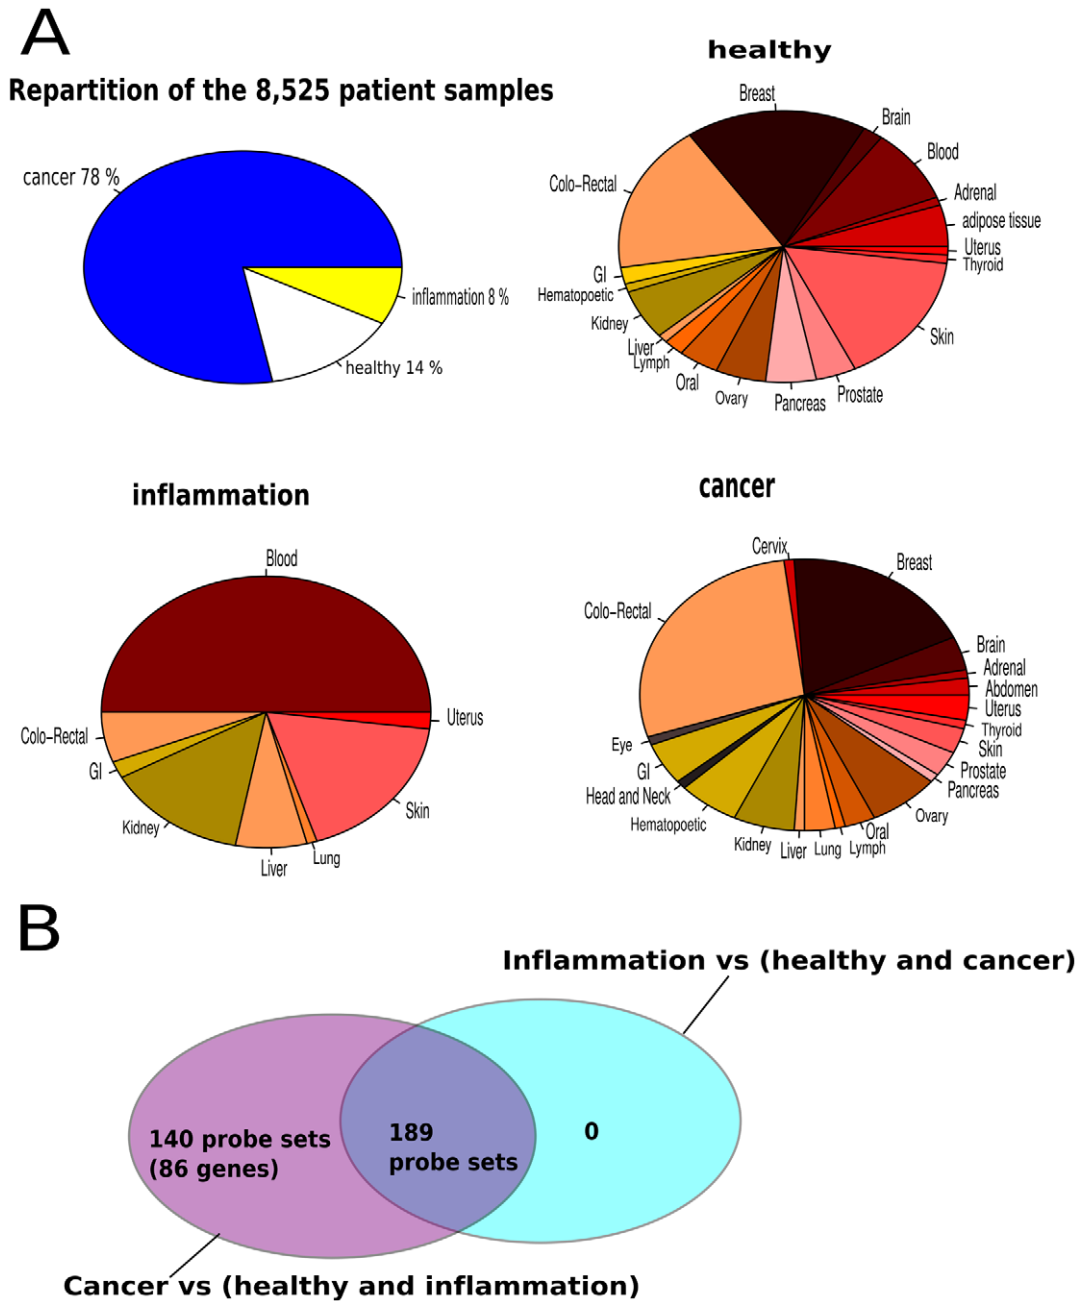 A
Repartition of the 8,525 patient samples
cancer 78 %
inflammation 8 %
healthy 14 %
healthy
Breast
Brain
Blood
Adrenal
adipose tissue
Uterus
Thyroid
Skin
Prostate
Pancreas
Ovary
Oral
Lymph
Liver
Kidney
Hematopoetic
GI
Colo-Rectal
inflammation
Blood
Uterus
Skin
Lung
Liver
Kidney
GI
Colo-Rectal
cancer
Cervix
Breast
Brain
Adrenal
Abdomen
Uterus
Thyroid
Skin
Prostate
Pancreas
Ovary
Oral
Lymph
Lung
Liver
Kidney
Hematopoetic
Head and Neck
GI
Eye
Colo-Rectal
B
Inflammation vs (healthy and cancer)
140 probe sets
(86 genes)
189
probe sets
0
Cancer vs (healthy and inflammation)